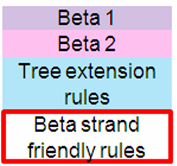 Beta 1
Beta 2
Tree extension
rules
Beta strand
friendly rules